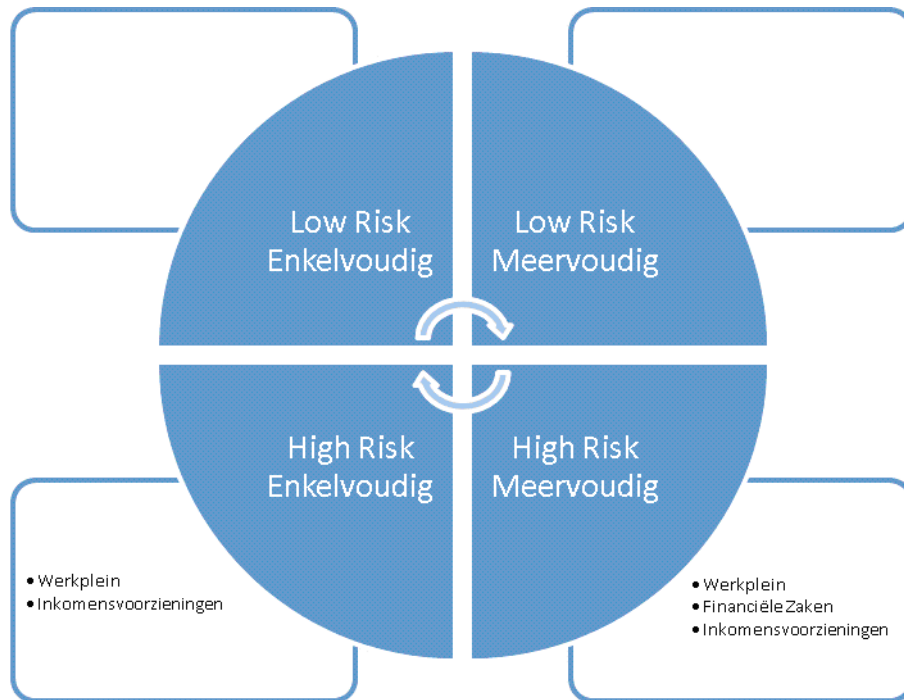 Low Risk
Enkelvoudig
Low Risk
Meervoudig
High Risk
Enkelvoudig
High Risk
Meervoudig
• Werkplein
• Inkomensvoorzieningen
• Werkplein
• Financiële Zaken
• Inkomensvoorzieningen